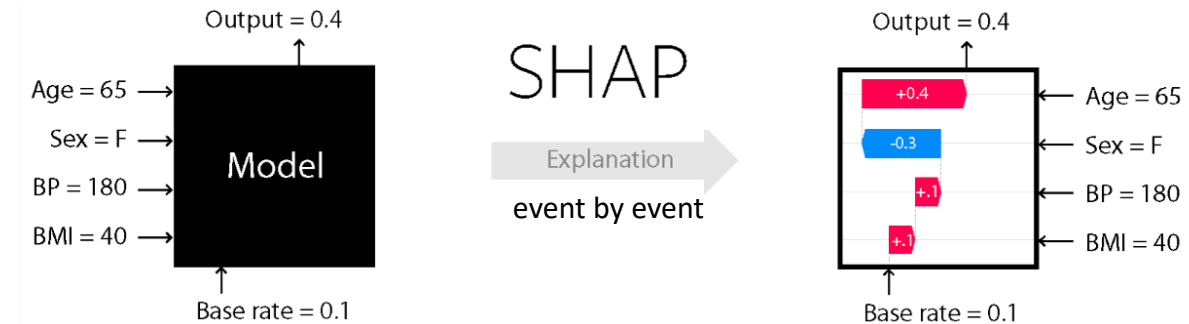 Output = 0.4
Age = 65
Sex = F
BP = 180
BMI = 40
Model
Base rate = 0.1
SHAP
Explanation
event by event
Output = 0.4
+0.4
Age = 65
-0.3
Sex = F
+.1
BP = 180
+.1
BMI = 40
Base rate = 0.1